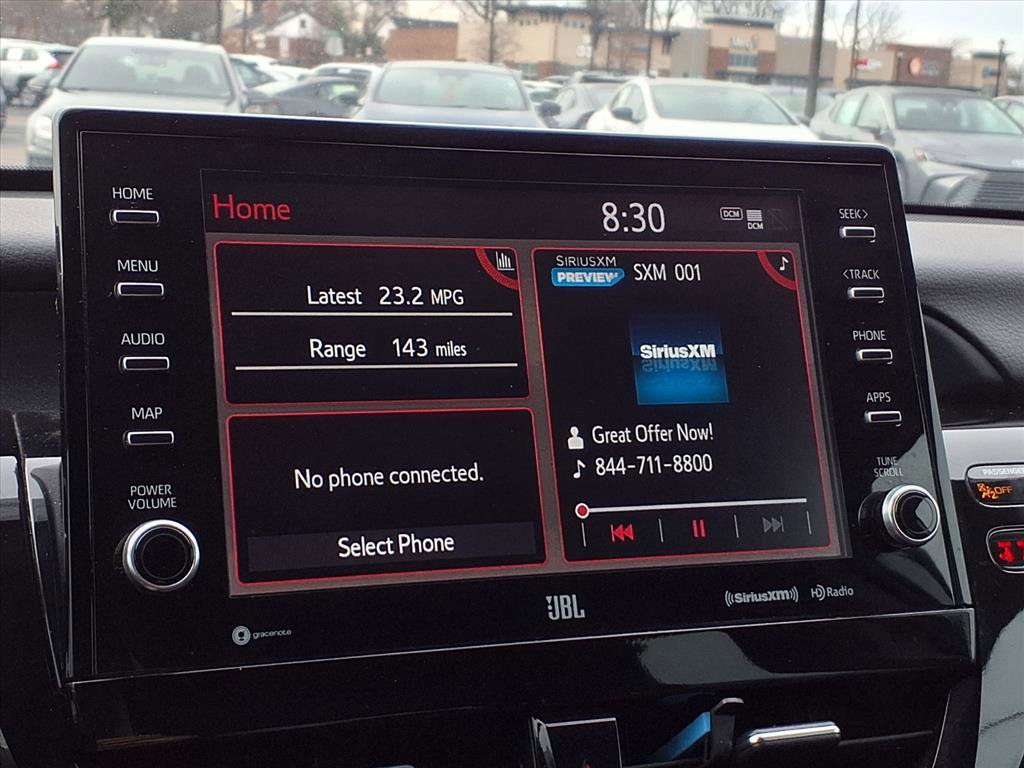 HOME
MENU
AUDIO
MAP
POWER
VOLUME
Home
8:30
DCM
DCM
Latest 23.2 MPG
Range 143 miles
No phone connected.
Select Phone
SIRIUSXM
PREVIEW
SXM 001
SiriusXM
Great Offer Now!
844-711-8800
SEEK>
<TRACK
PHONE
APPS
TUNE
SCROLL
gracenote
JBL
((SiriusXM))
HD Radio
PASSENGER
OFF